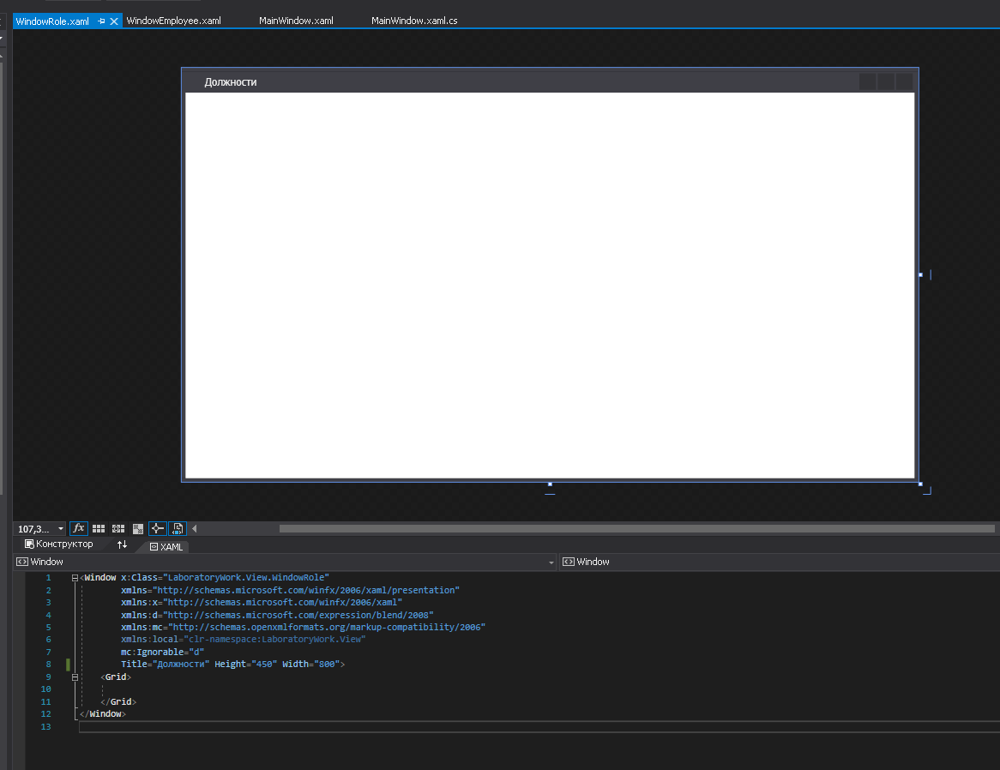 WindowRole.xaml WindowEmployee.xaml MainWindow.xaml MainWindow.xaml.cs
Должности
107,3... fx
Конструктор XAML
Window Window
1 <Window x:Class="LaboratoryWork.View.WindowRole"
2 xmlns="http://schemas.microsoft.com/winfx/2006/xaml/presentation"
3 xmlns:x="http://schemas.microsoft.com/winfx/2006/xaml"
4 xmlns:d="http://schemas.microsoft.com/expression/blend/2008"
5 xmlns:mc="http://schemas.openxmlformats.org/markup-compatibility/2006"
6 xmlns:local="clr-namespace:LaboratoryWork.View"
7 mc:Ignorable="d"
8 Title="Должности" Height="450" Width="800">
9 <Grid>
10
11 </Grid>
12 </Window>
13